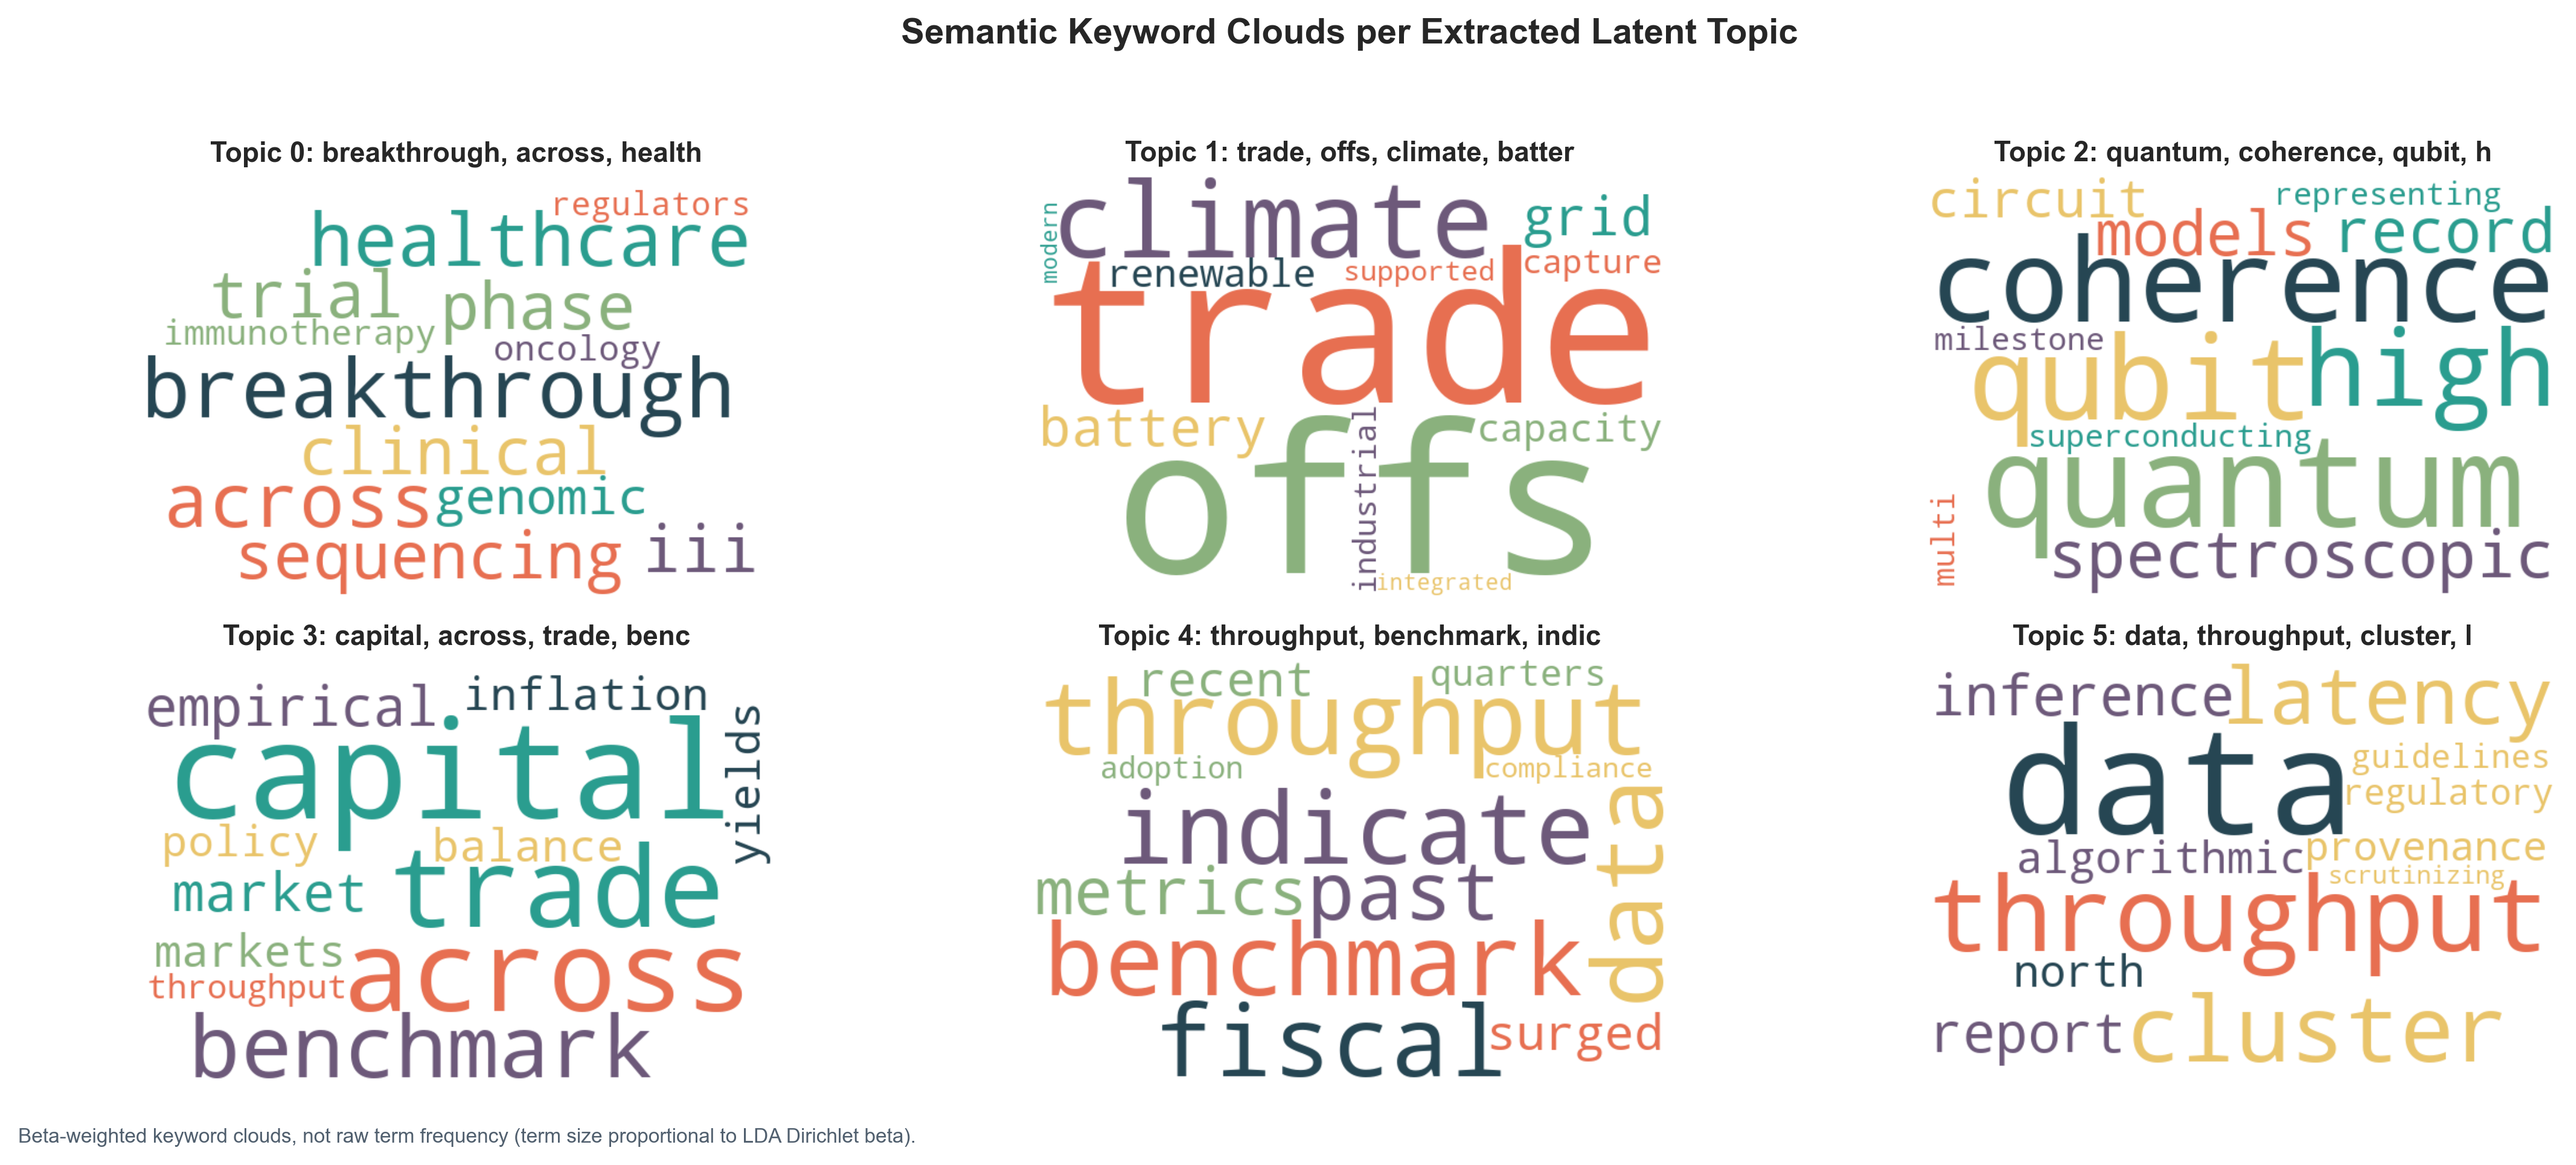 Semantic Keyword Clouds per Extracted Latent Topic
Topic 0: breakthrough, across, health
regulators
healthcare
trial
phase
immunotherapy
oncology
breakthrough
clinical
across
genomic
sequencing
iii
Topic 1: trade, offs, climate, batter
climate
modern
grid
renewable
supported
capture
trade
battery
industrial
capacity
offs
integrated
Topic 2: quantum, coherence, qubit, h
circuit
representing
models
record
coherence
milestone
qubit
high
superconducting
quantum
multi
spectroscopic
Topic 3: capital, across, trade, benc
empirical
inflation
capital
yields
policy
balance
market
trade
markets
throughput
across
benchmark
Topic 4: throughput, benchmark, indic
recent
quarters
throughput
adoption
compliance
indicate
data
metrics
past
benchmark
fiscal
surged
Topic 5: data, throughput, cluster, l
inference
latency
data
guidelines
regulatory
algorithmic
provenance
scrutinizing
throughput
north
report
cluster
Beta-weighted keyword clouds, not raw term frequency (term size proportional to LDA Dirichlet beta).